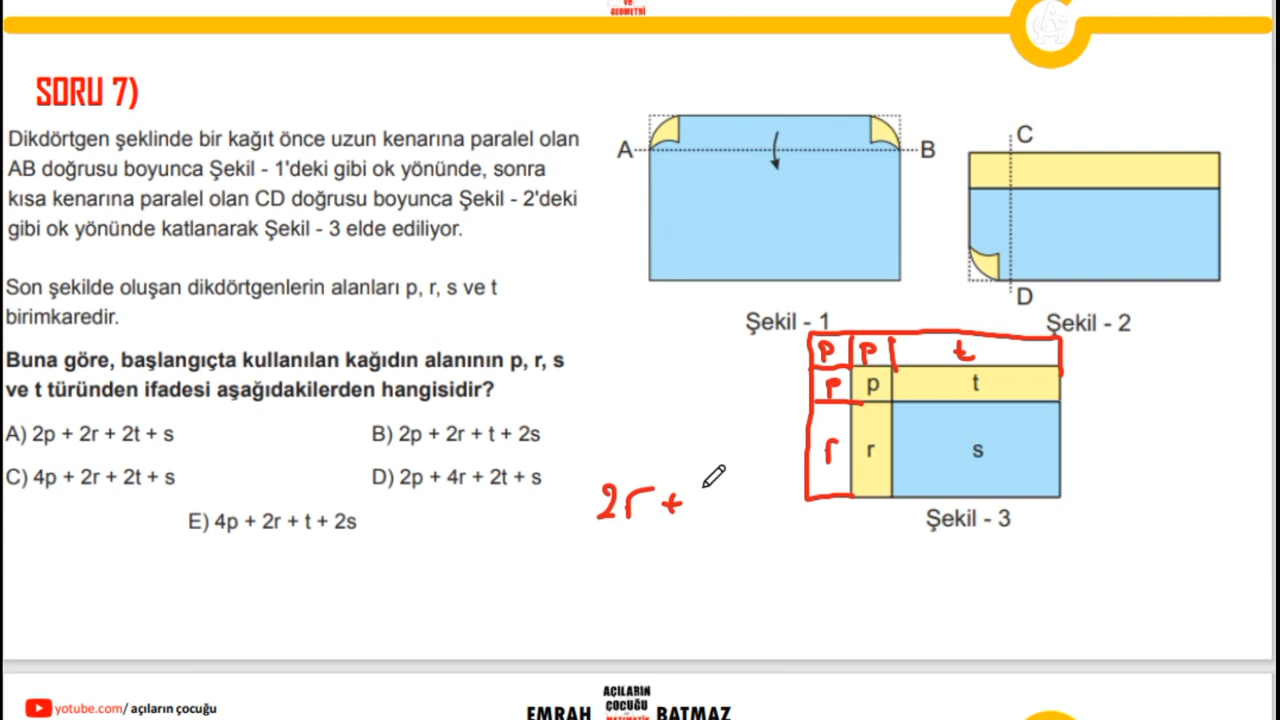 VE
GEOMETRİ
SORU 7)
Dikdörtgen şeklinde bir kağıt önce uzun kenarına paralel olan
AB doğrusu boyunca Şekil - 1'deki gibi ok yönünde, sonra
kısa kenarına paralel olan CD doğrusu boyunca Şekil - 2'deki
gibi ok yönünde katlanarak Şekil - 3 elde ediliyor.
Son şekilde oluşan dikdörtgenlerin alanları p, r, s ve t
birimkaredir.
Buna göre, başlangıçta kullanılan kağıdın alanının p, r, s
ve t türünden ifadesi aşağıdakilerden hangisidir?
A) 2p + 2r + 2t + s
B) 2p + 2r + t + 2s
C) 4p + 2r + 2t + s
D) 2p + 4r + 2t + s
E) 4p + 2r + t + 2s
A B
Şekil - 1
C
D
Şekil - 2
p p t
p p t
r r s
Şekil - 3
2r +
yotube.com/ açıların çocuğu
EMRAH
AÇILARIN
ÇOCUĞU
MATEMATİK
BATMAZ